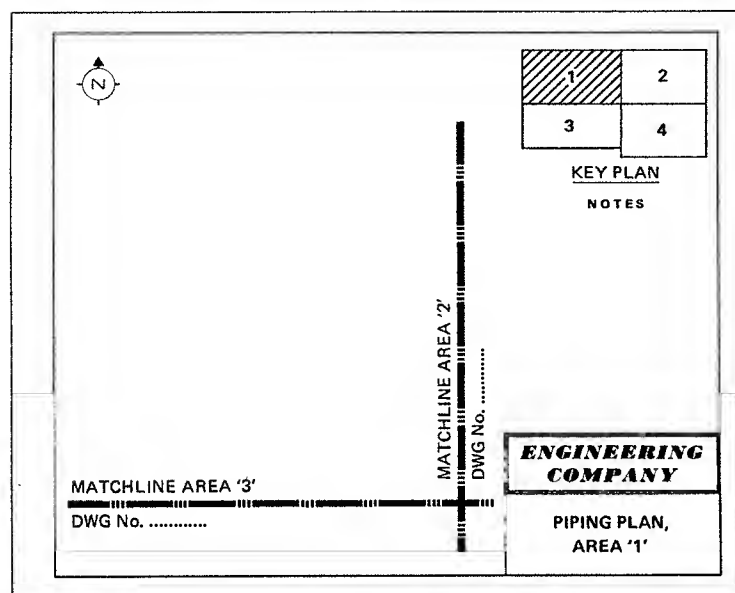 N
1
2
3
4
KEY PLAN
NOTES
MATCHLINE AREA '2'
DWG No. ............
MATCHLINE AREA '3'
DWG No. ............
ENGINEERING
COMPANY
PIPING PLAN,
AREA '1'